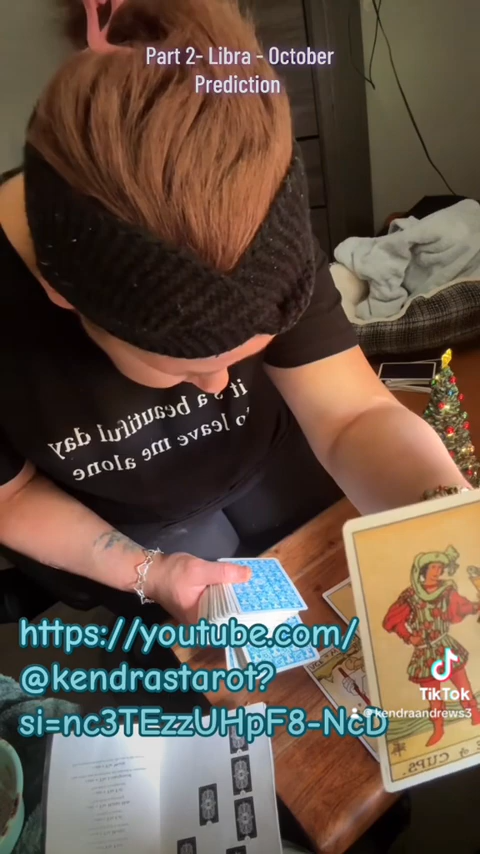 Part 2- Libra - October
Prediction
it's a beautiful day
to leave me alone
https://youtube.com/
@kendrastarot?
si=nc3TEzzUHpF8-NcD
TikTok
@kendraandrews3
of CUPS.